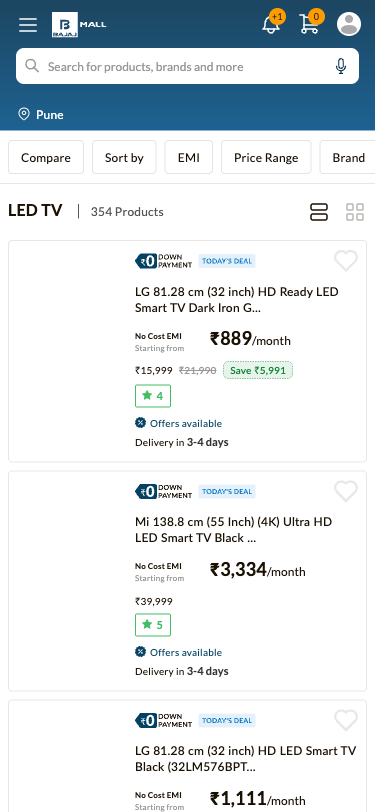 B
BAJAJ
MALL
+1
0
Search for products, brands and more
Pune
Compare
Sort by
EMI
Price Range
Brand
LED TV | 354 Products
₹0 DOWN PAYMENT TODAY'S DEAL
LG 81.28 cm (32 inch) HD Ready LED
Smart TV Dark Iron G...
No Cost EMI
Starting from
₹889/month
₹15,999 ₹21,990 Save ₹5,991
4
Offers available
Delivery in 3-4 days
₹0 DOWN PAYMENT TODAY'S DEAL
Mi 138.8 cm (55 Inch) (4K) Ultra HD
LED Smart TV Black ...
No Cost EMI
Starting from
₹3,334/month
₹39,999
5
Offers available
Delivery in 3-4 days
₹0 DOWN PAYMENT TODAY'S DEAL
LG 81.28 cm (32 inch) HD LED Smart TV
Black (32LM576BPT...
No Cost EMI
Starting from
₹1,111/month